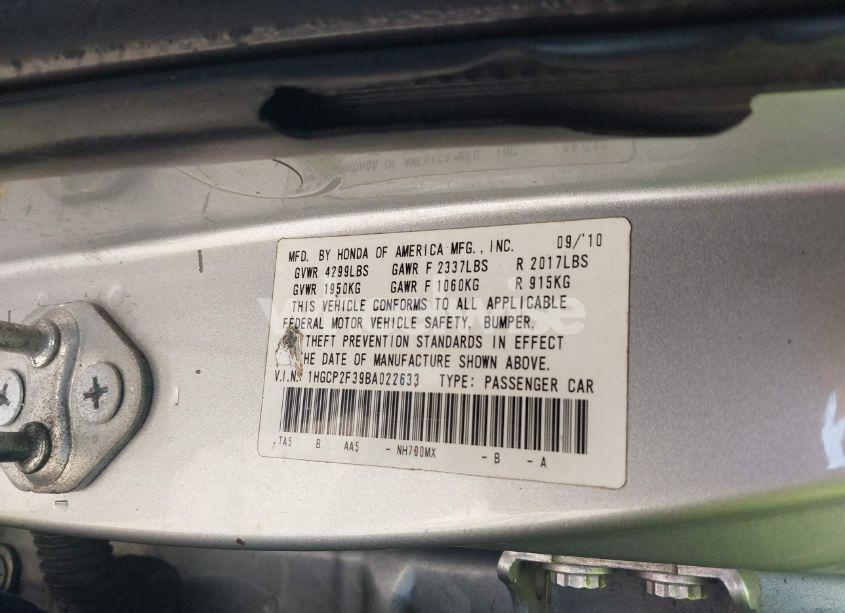 MFD. BY HONDA OF AMERICA MFG., INC. 09/'10
GVWR 4299LBS GAWR F 2337LBS R 2017LBS
GVWR 1950KG GAWR F 1060KG R 915KG
THIS VEHICLE CONFORMS TO ALL APPLICABLE
FEDERAL MOTOR VEHICLE SAFETY, BUMPER,
THEFT PREVENTION STANDARDS IN EFFECT
THE DATE OF MANUFACTURE SHOWN ABOVE.
V.I.N.: 1HGCP2F39BA022633 TYPE: PASSENGER CAR
TA5 B AA5 - NH700MX - B - A